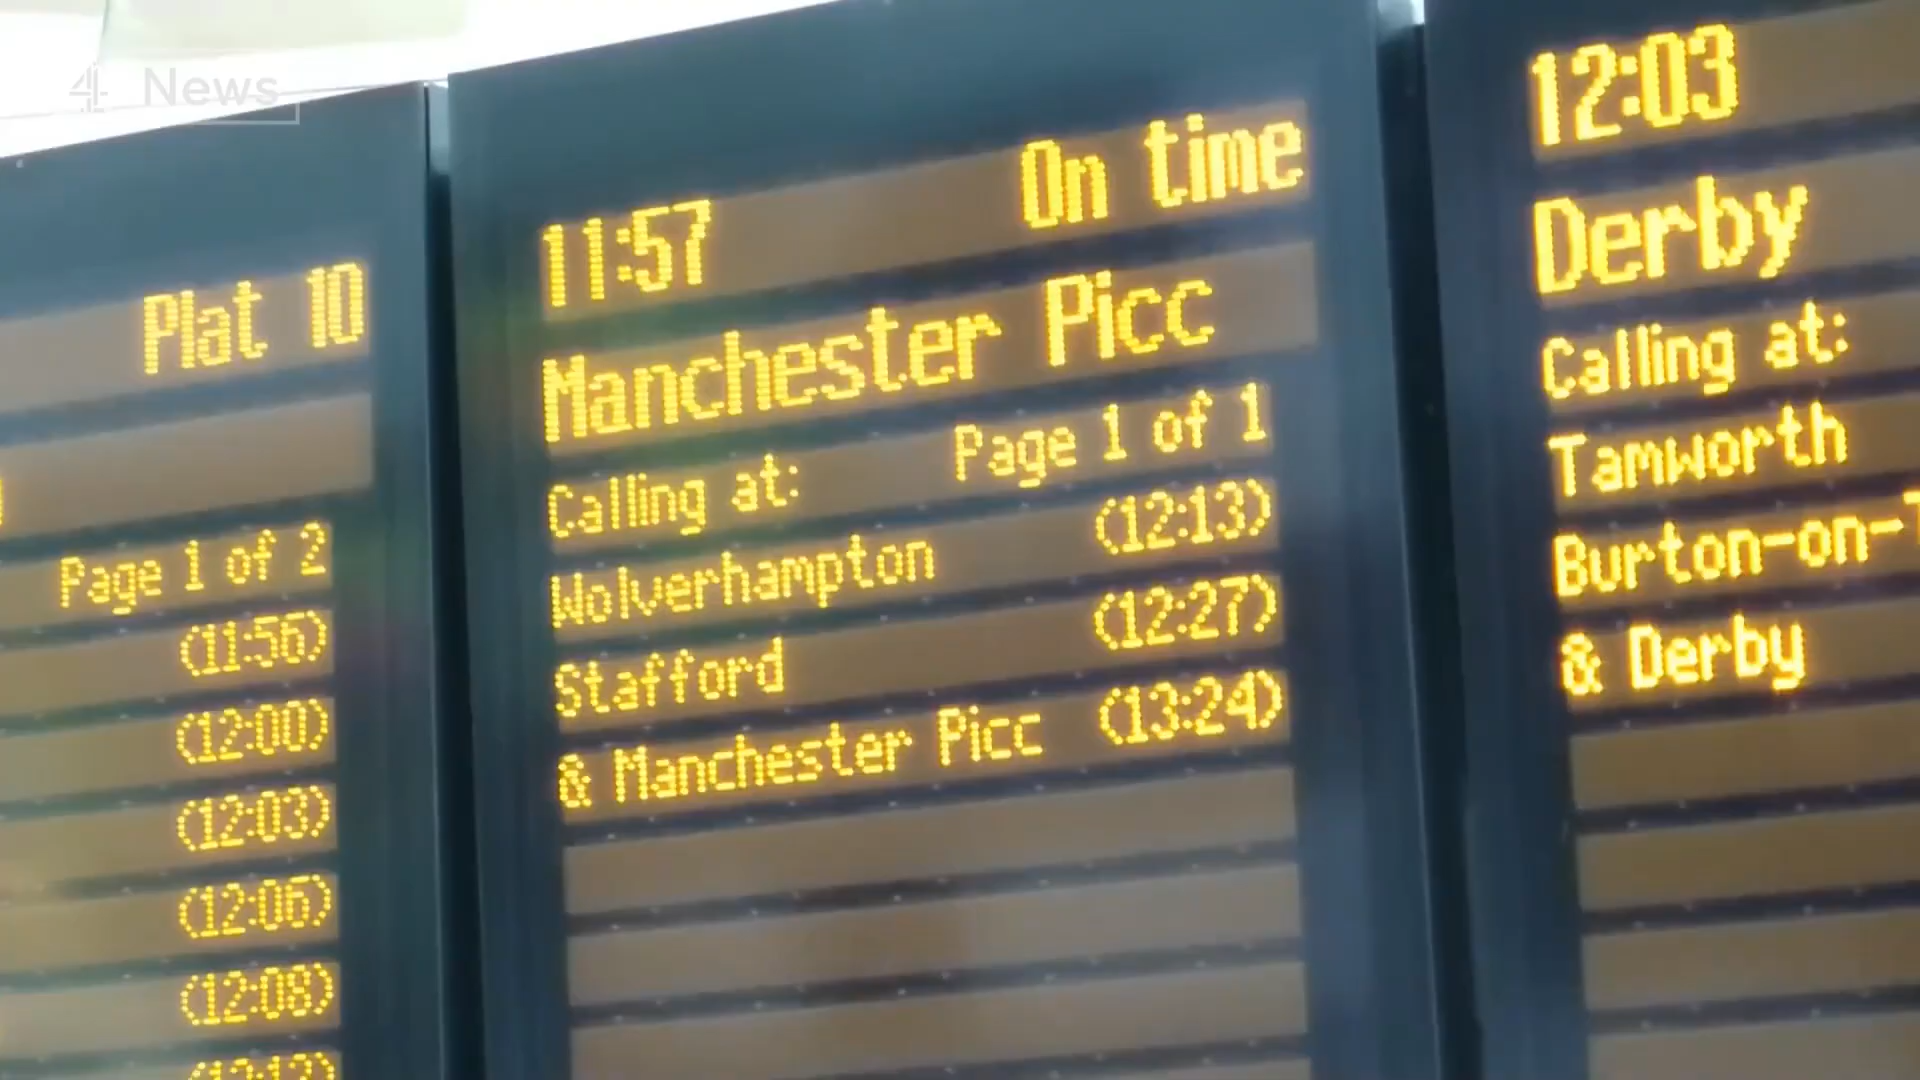 4 News
Plat 10
Page 1 of 2
(11:56)
(12:00)
(12:03)
(12:06)
(12:08)
11:57 On time
Manchester Picc
Calling at: Page 1 of 1
Wolverhampton (12:13)
Stafford (12:27)
& Manchester Picc (13:24)
12:03
Derby
Calling at:
Tamworth
Burton-on-T
& Derby